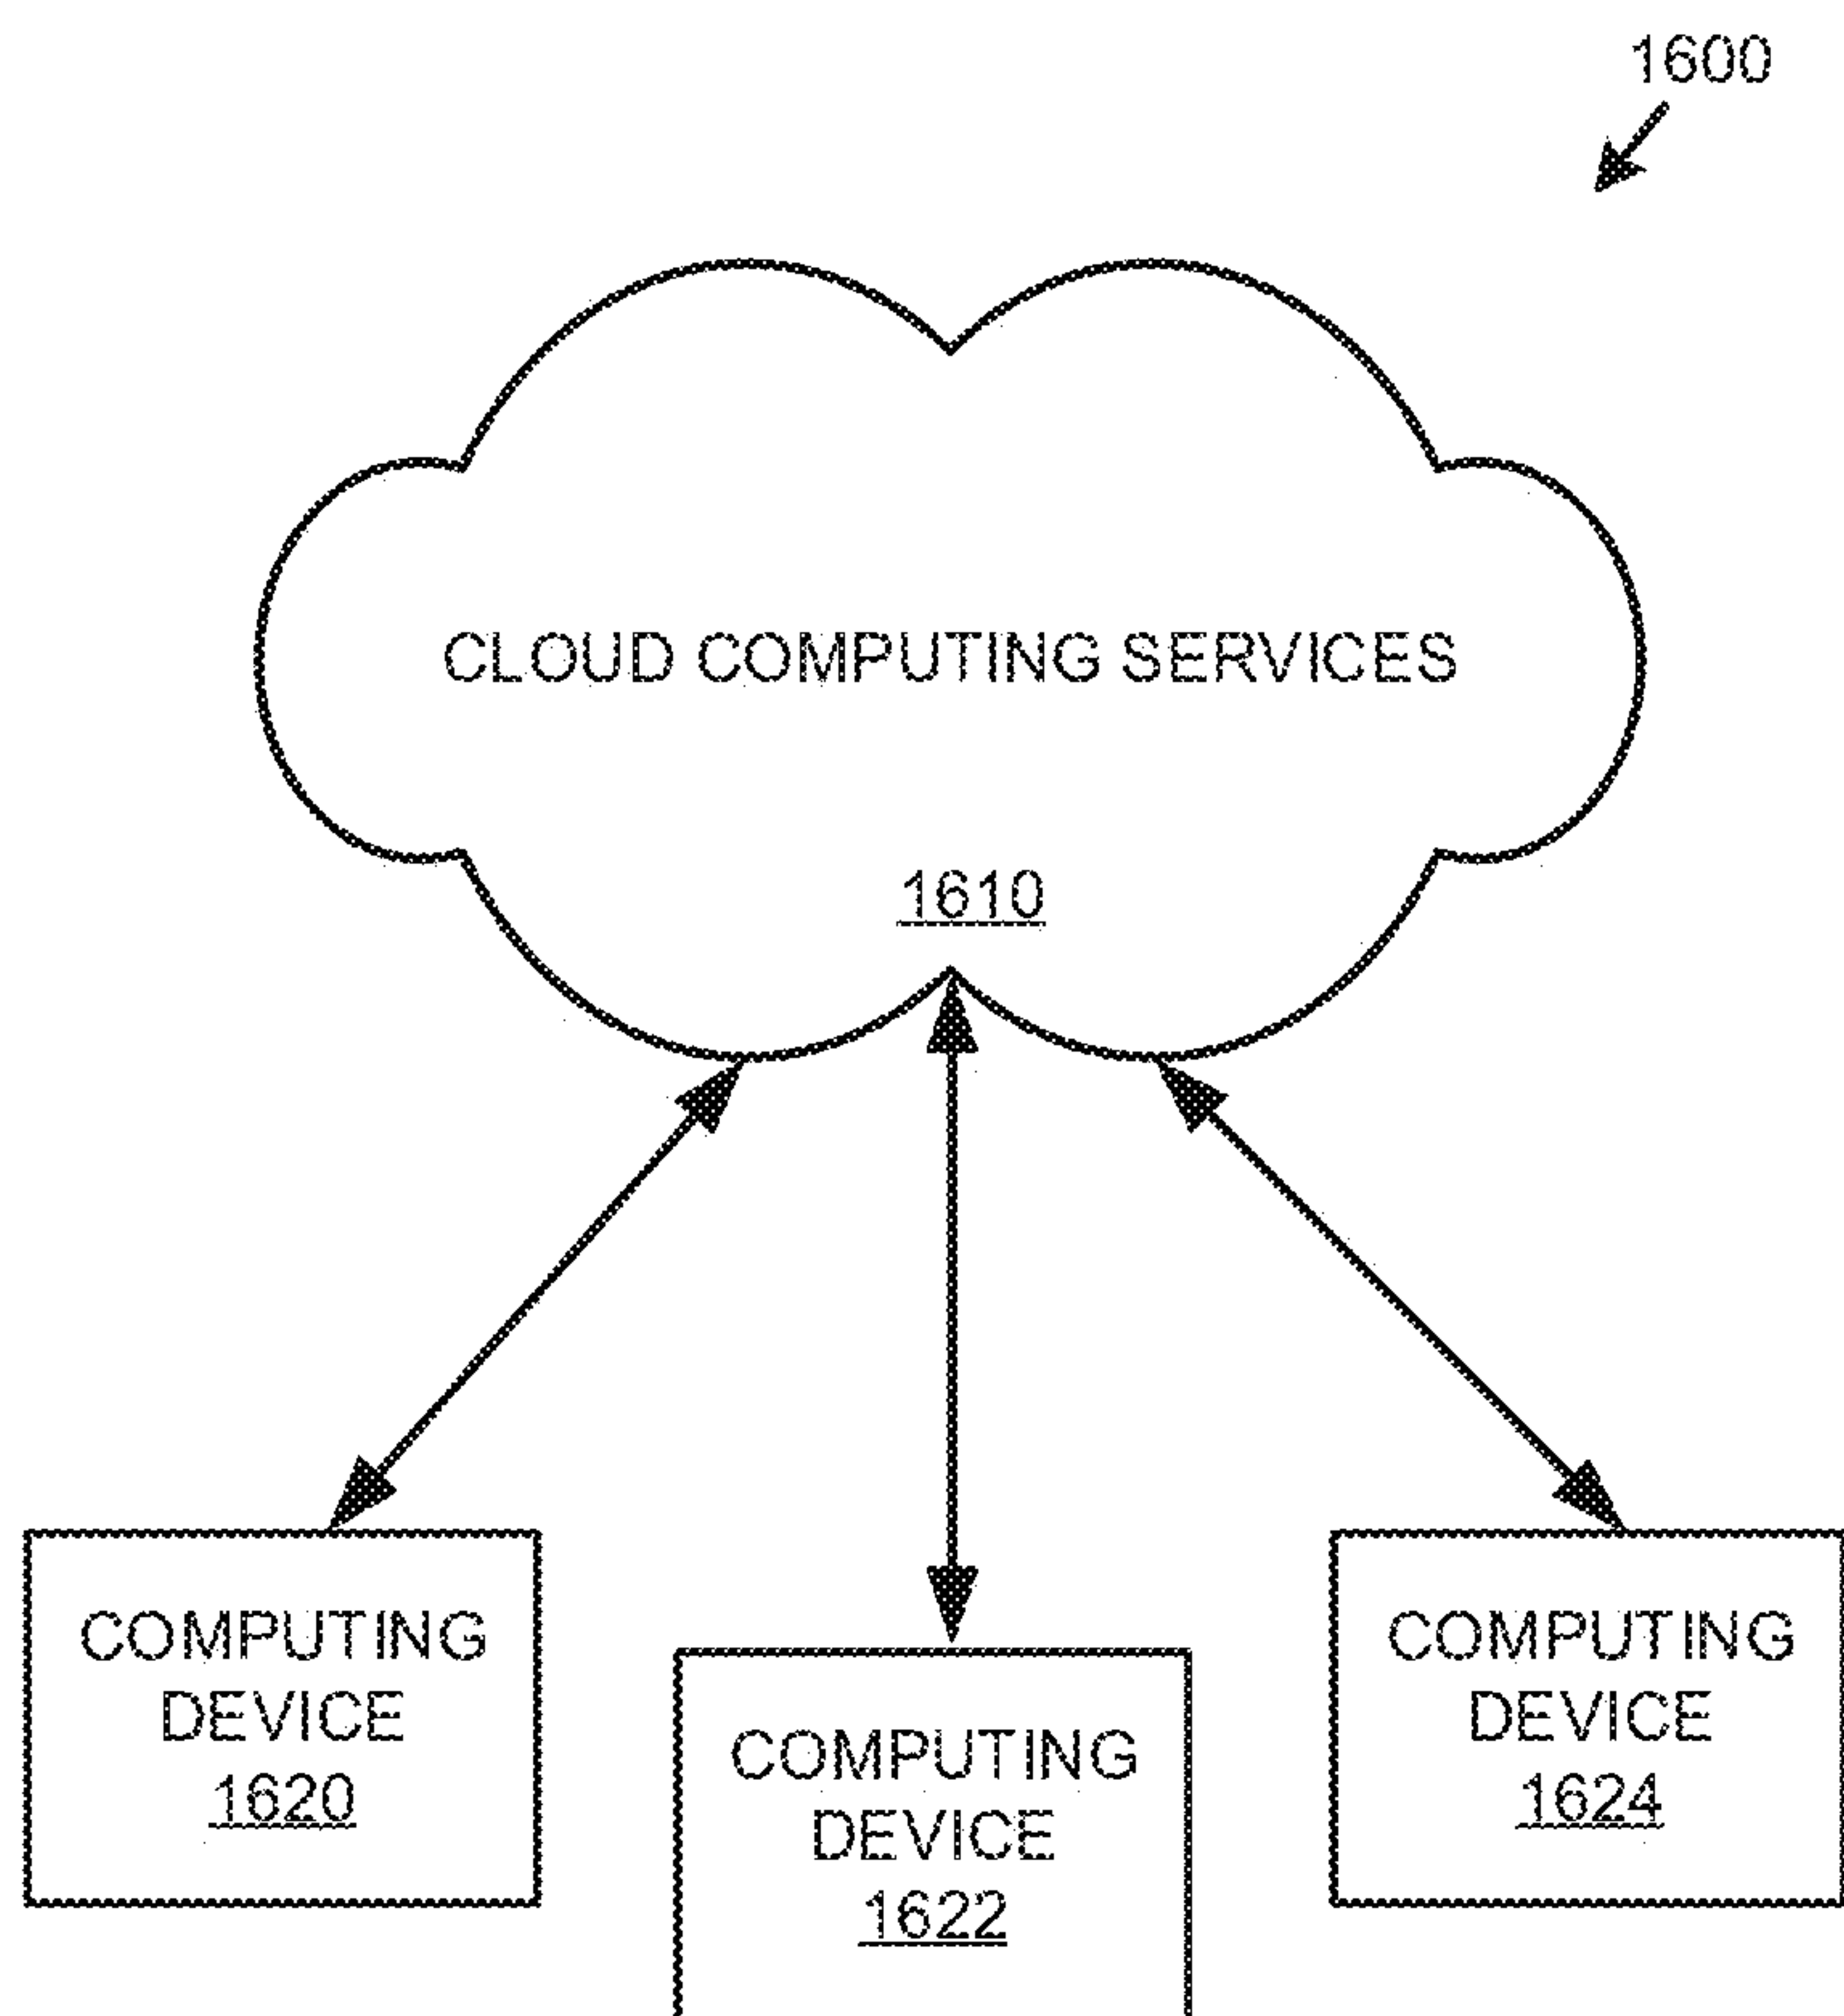 1600
CLOUD COMPUTING SERVICES
1610
COMPUTING
DEVICE
1620
COMPUTING
DEVICE
1622
COMPUTING
DEVICE
1624